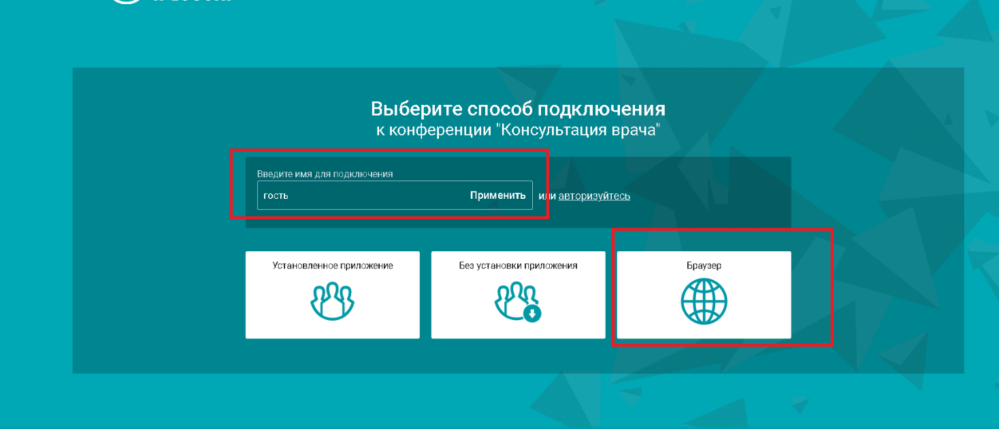 Выберите способ подключения
к конференции "Консультация врача"
Введите имя для подключения
гость Применить или авторизуйтесь
Установленное приложение Без установки приложения Браузер